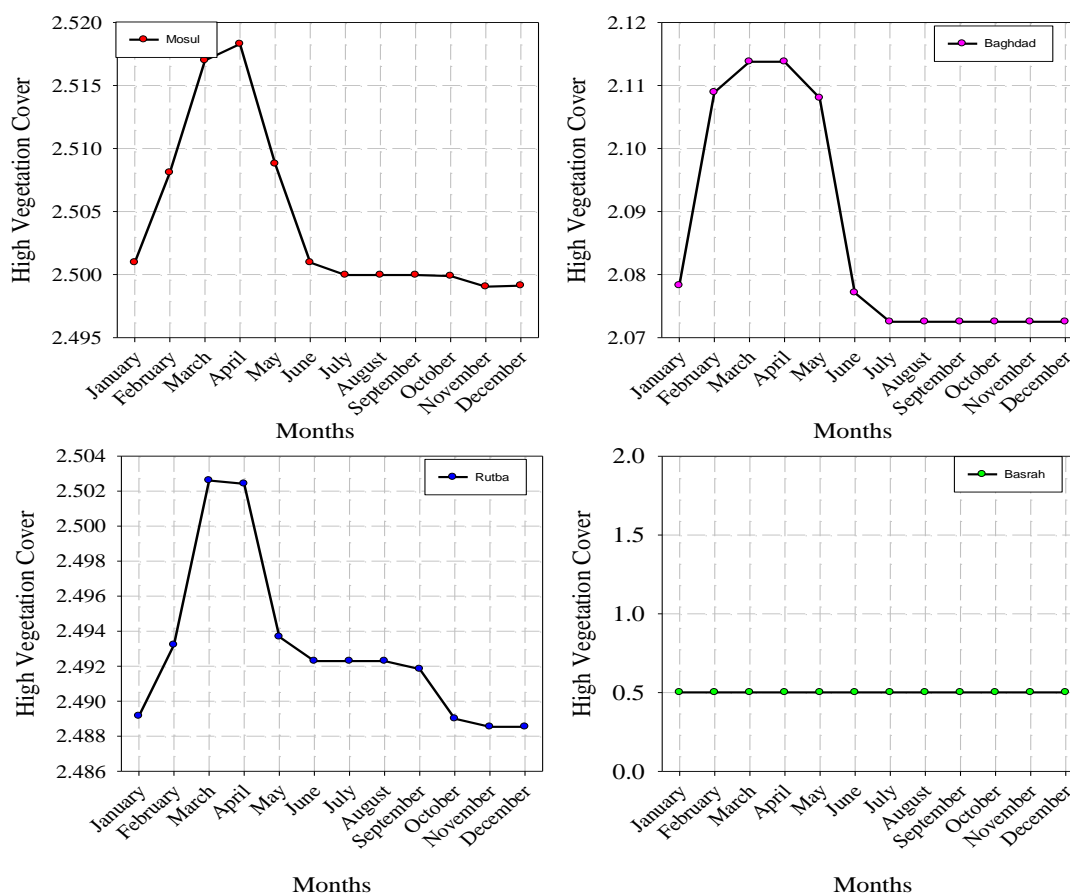 Mosul
High Vegetation Cover
2.520
2.515
2.510
2.505
2.500
2.495
January
February
March
April
May
June
July
August
September
October
November
December
Months
Baghdad
High Vegetation Cover
2.12
2.11
2.10
2.09
2.08
2.07
January
February
March
April
May
June
July
August
September
October
November
December
Months
Rutba
High Vegetation Cover
2.504
2.502
2.500
2.498
2.496
2.494
2.492
2.490
2.488
2.486
January
February
March
April
May
June
July
August
September
October
November
December
Months
Basrah
High Vegetation Cover
2.0
1.5
1.0
0.5
0.0
January
February
March
April
May
June
July
August
September
October
November
December
Months